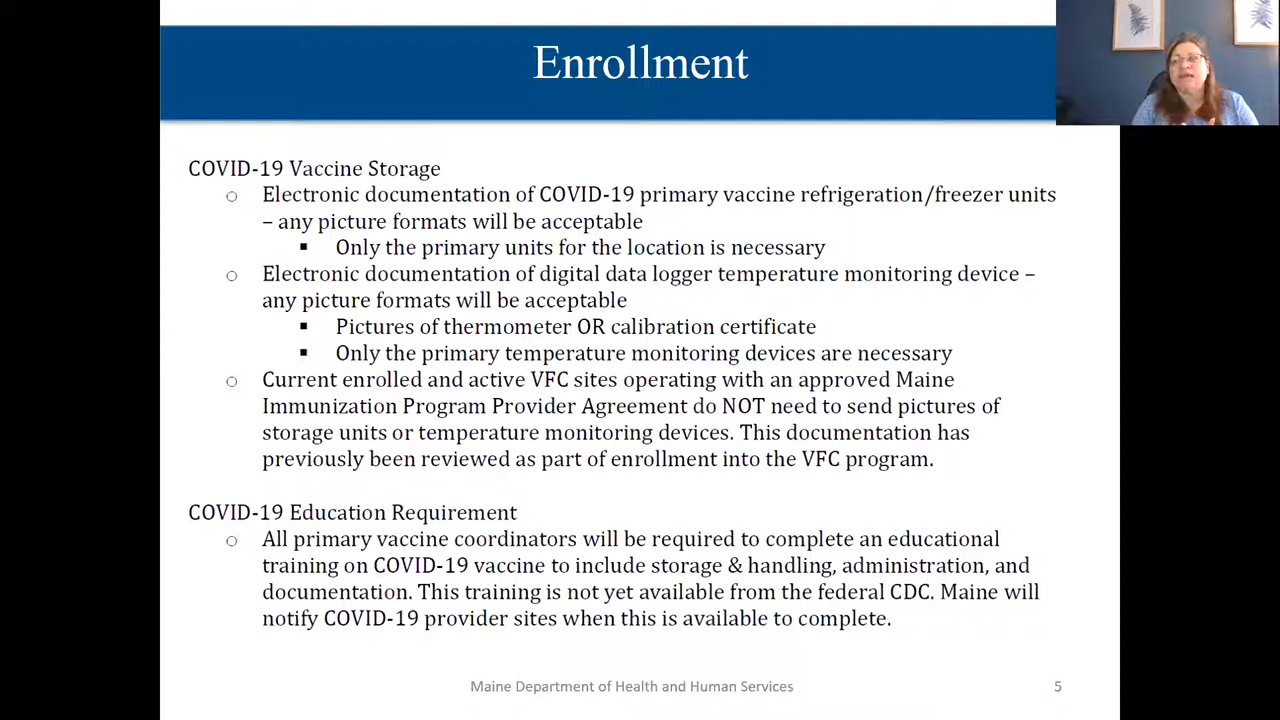 Enrollment
COVID-19 Vaccine Storage
○ Electronic documentation of COVID-19 primary vaccine refrigeration/freezer units
– any picture formats will be acceptable
▪ Only the primary units for the location is necessary
○ Electronic documentation of digital data logger temperature monitoring device –
any picture formats will be acceptable
▪ Pictures of thermometer OR calibration certificate
▪ Only the primary temperature monitoring devices are necessary
○ Current enrolled and active VFC sites operating with an approved Maine
Immunization Program Provider Agreement do NOT need to send pictures of
storage units or temperature monitoring devices. This documentation has
previously been reviewed as part of enrollment into the VFC program.
COVID-19 Education Requirement
○ All primary vaccine coordinators will be required to complete an educational
training on COVID-19 vaccine to include storage & handling, administration, and
documentation. This training is not yet available from the federal CDC. Maine will
notify COVID-19 provider sites when this is available to complete.
Maine Department of Health and Human Services
5